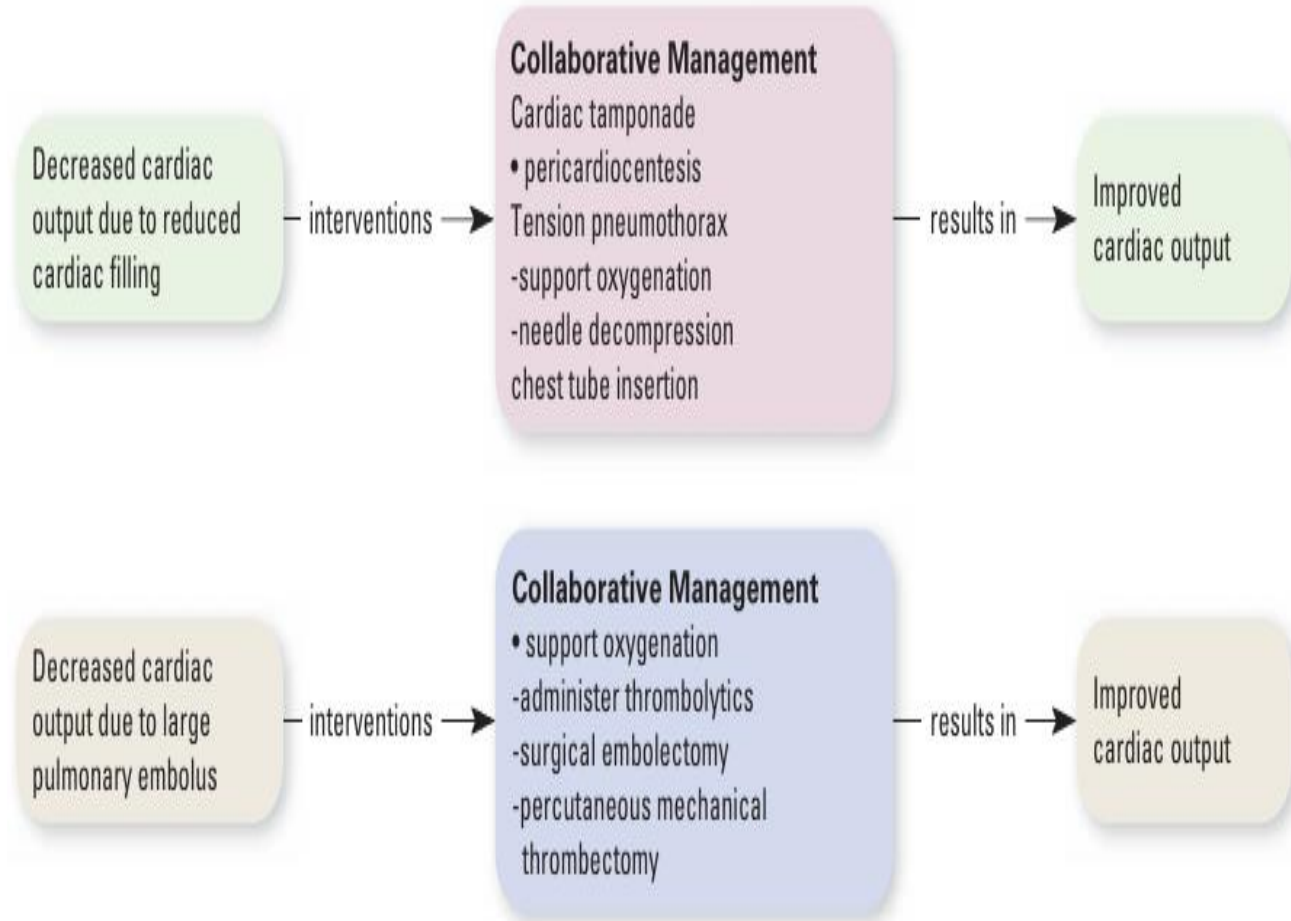 Decreased cardiac
output due to reduced
cardiac filling
interventions
Collaborative Management
Cardiac tamponade
• pericardiocentesis
Tension pneumothorax
-support oxygenation
-needle decompression
chest tube insertion
results in
Improved
cardiac output
Decreased cardiac
output due to large
pulmonary embolus
interventions
Collaborative Management
• support oxygenation
-administer thrombolytics
-surgical embolectomy
-percutaneous mechanical
thrombectomy
results in
Improved
cardiac output